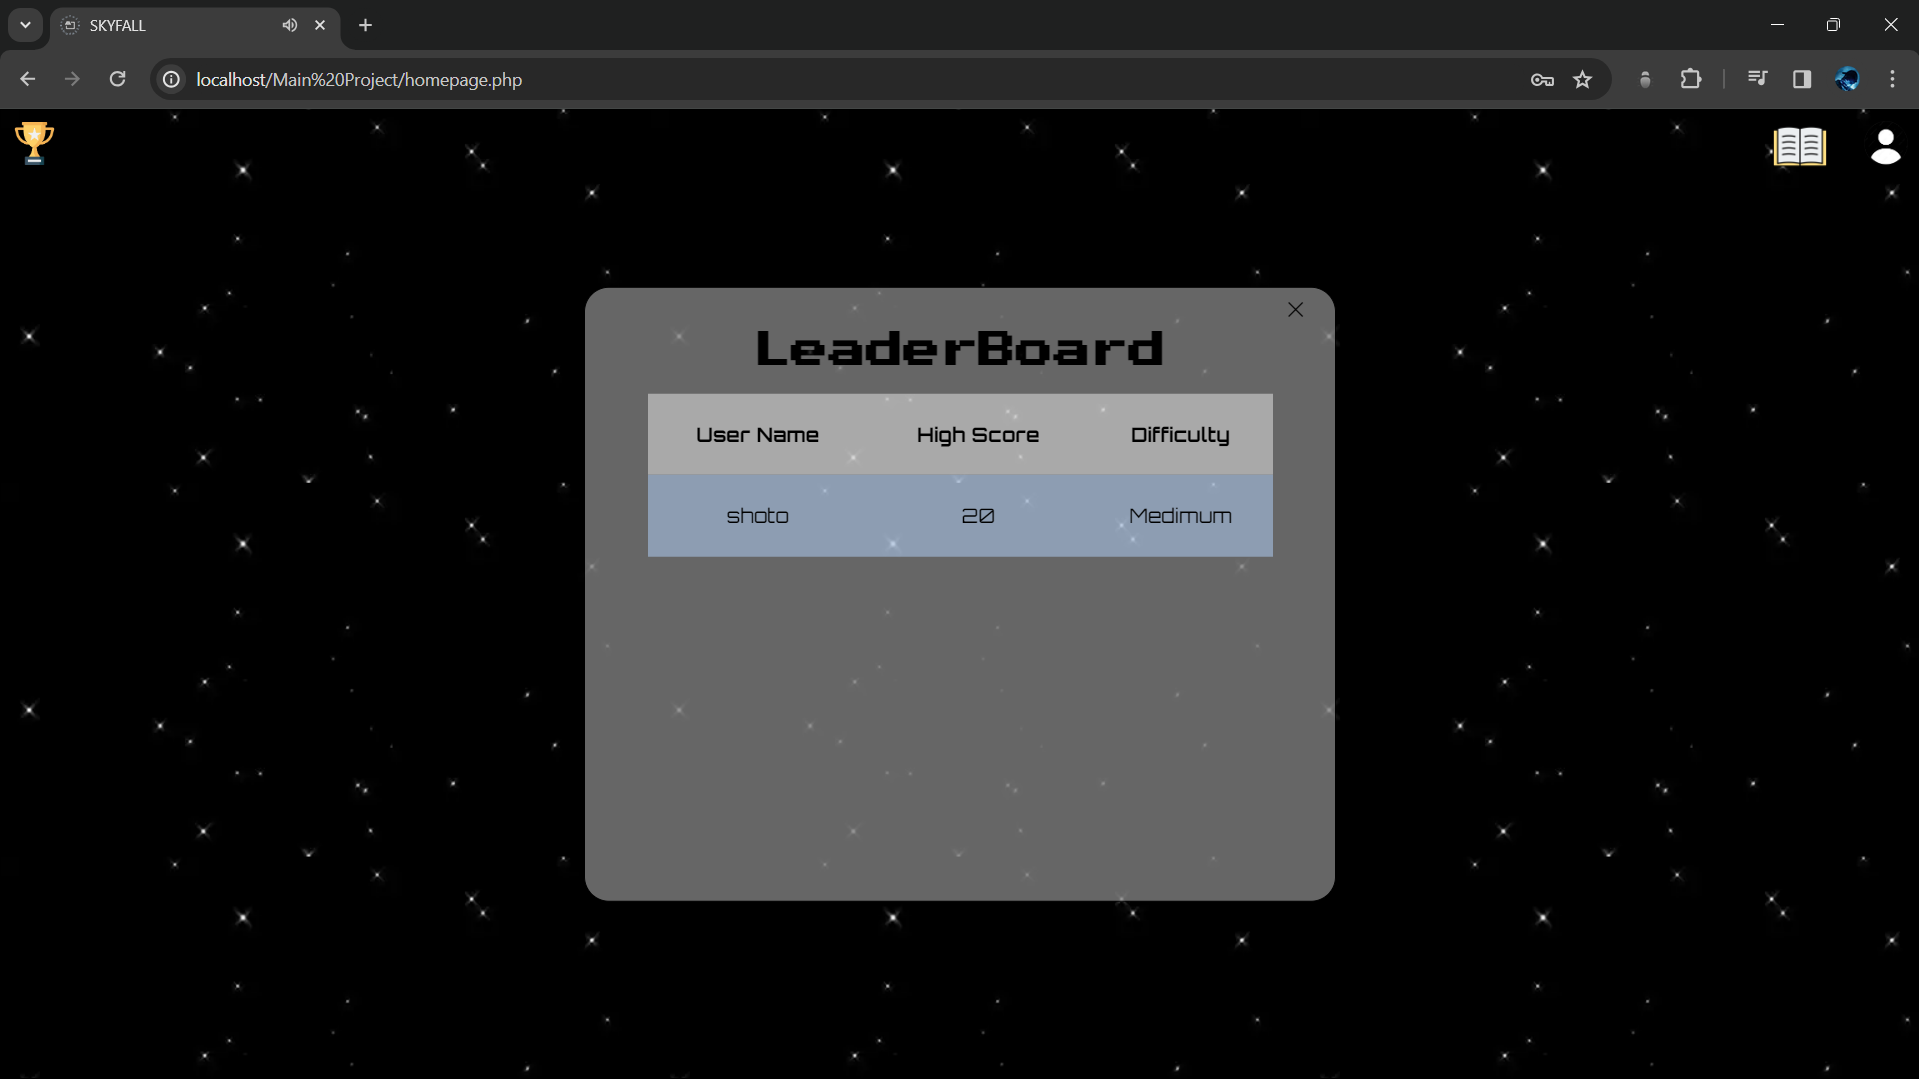 SKYFALL
localhost/Main%20Project/homepage.php
LeaderBoard
User Name High Score Difficulty
shoto 20 Medimum